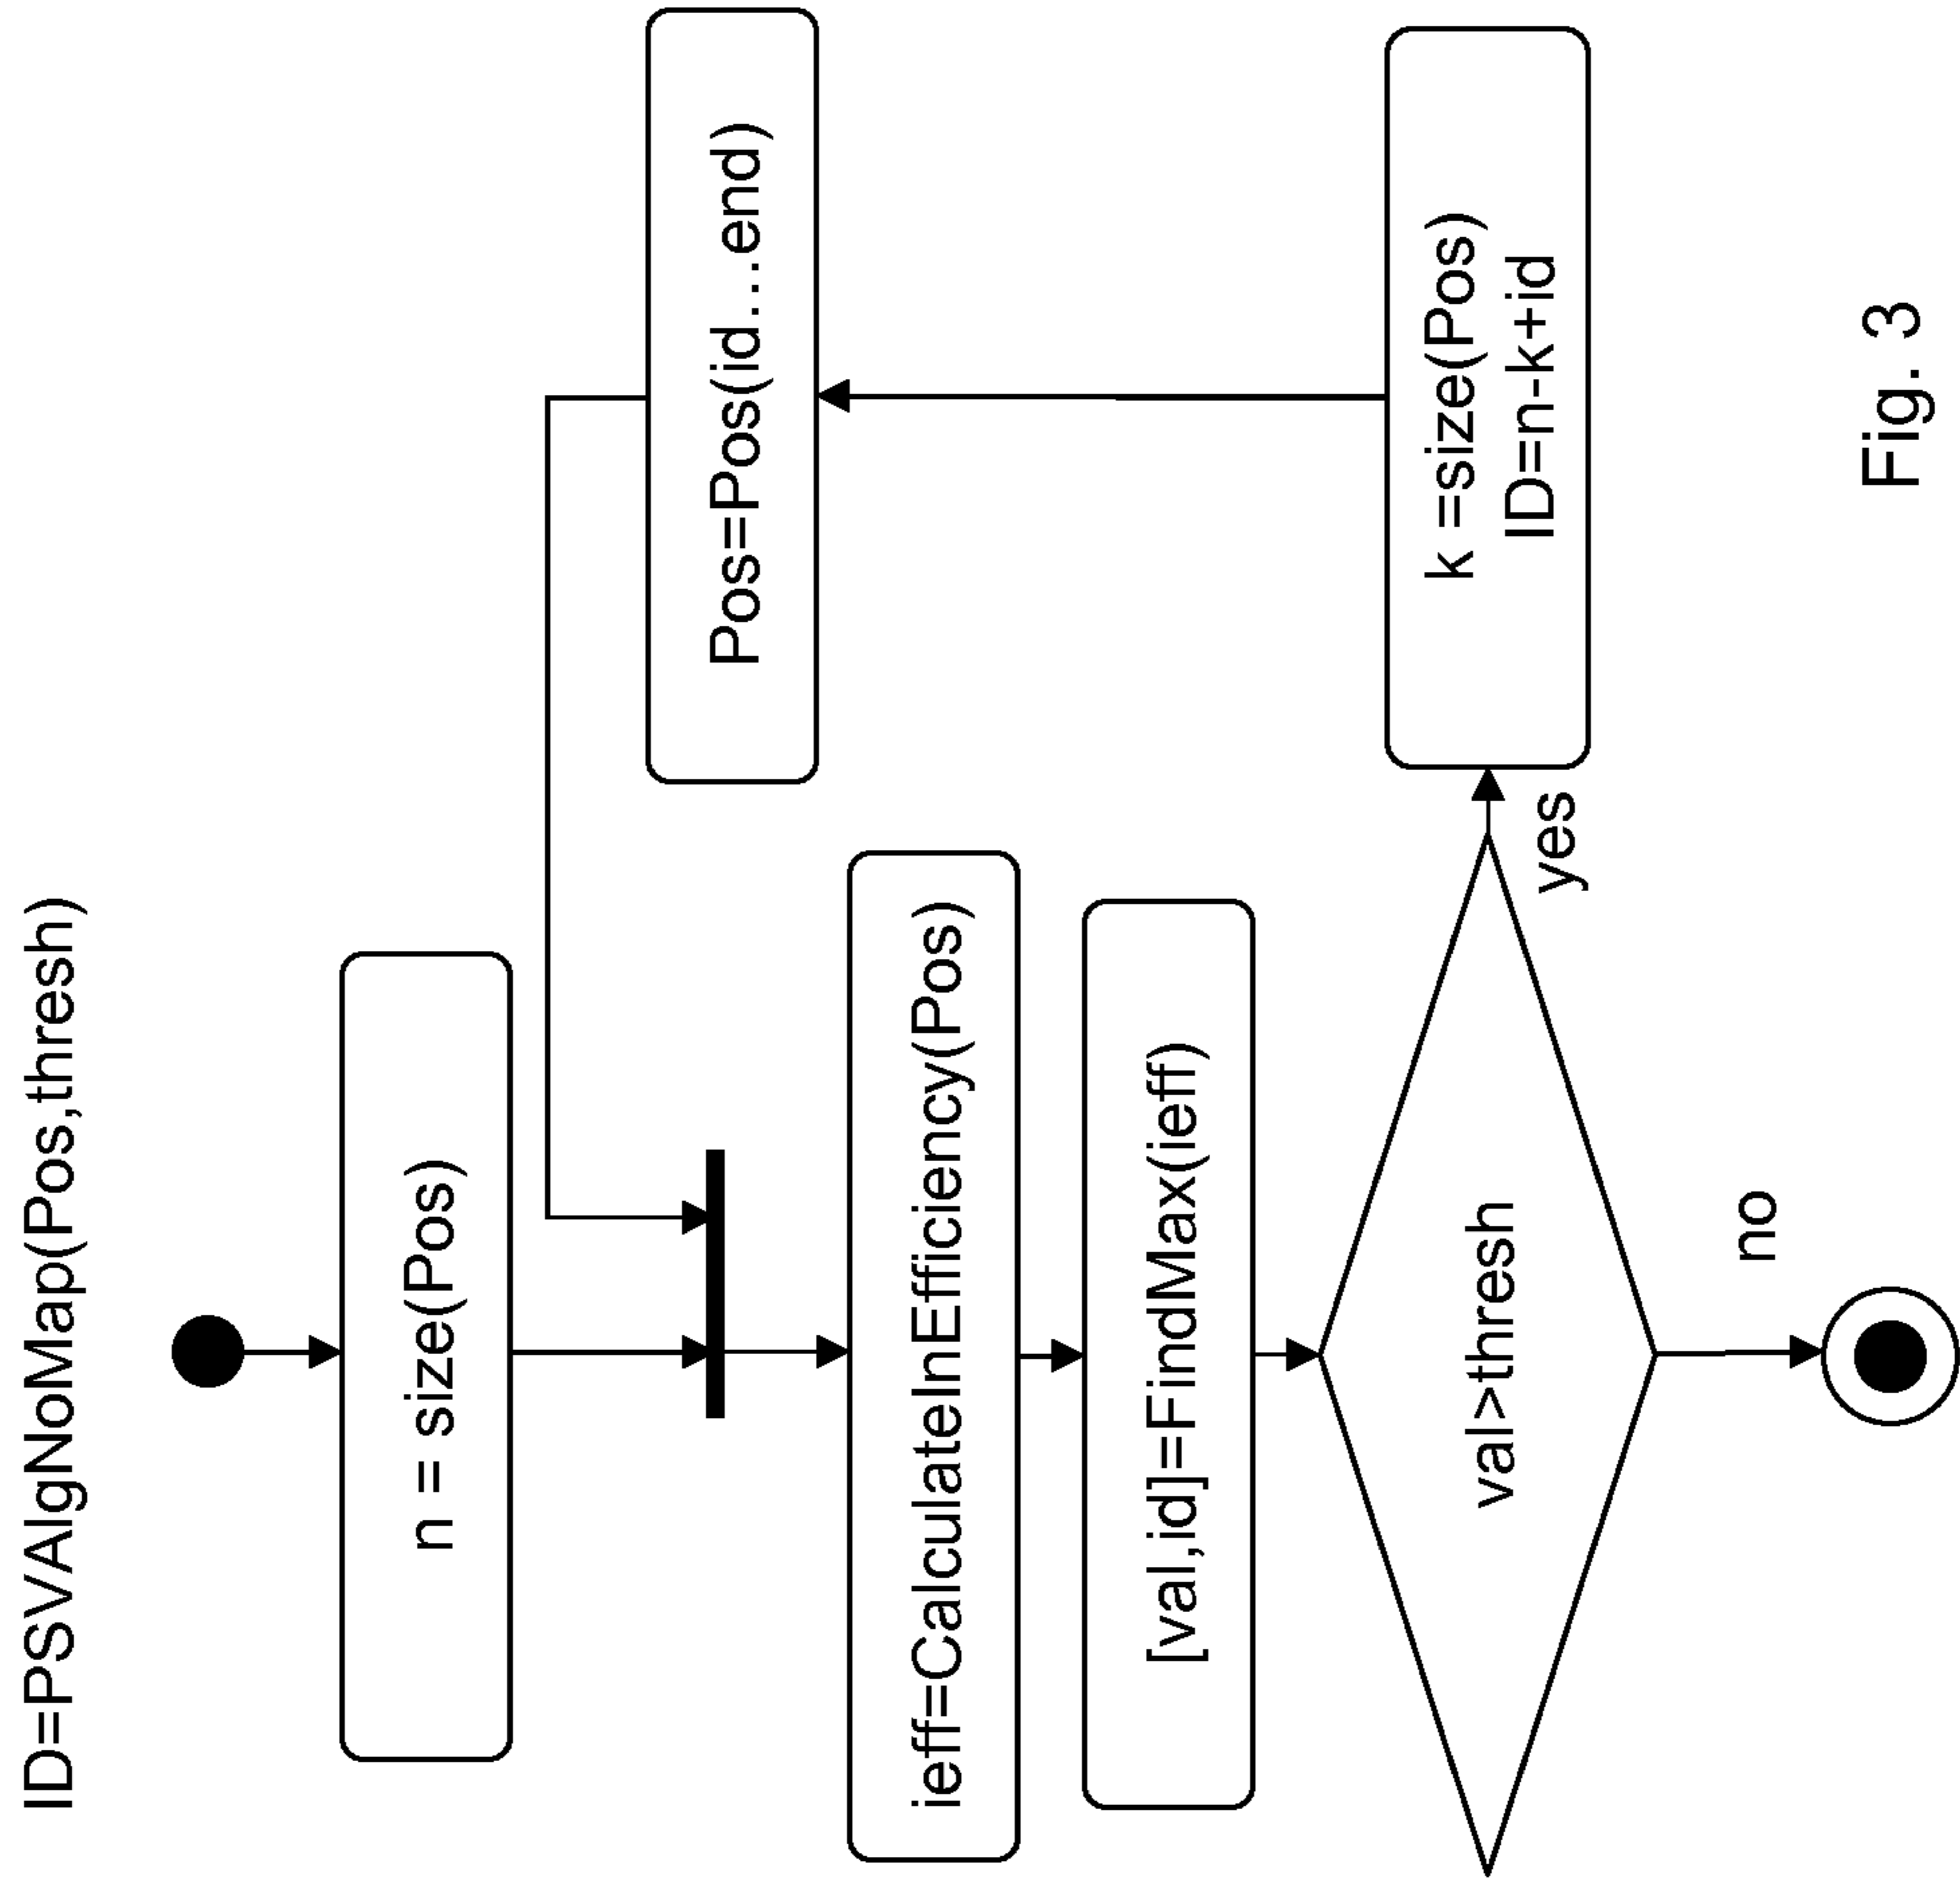 ID=PSVAlgNoMap(Pos,thresh)
n = size(Pos)
Pos=Pos(id...end)
ieff=CalculateInEfficiency(Pos)
[val,id]=FindMax(ieff)
val>thresh
yes
k =size(Pos)
ID=n-k+id
no
Fig. 3